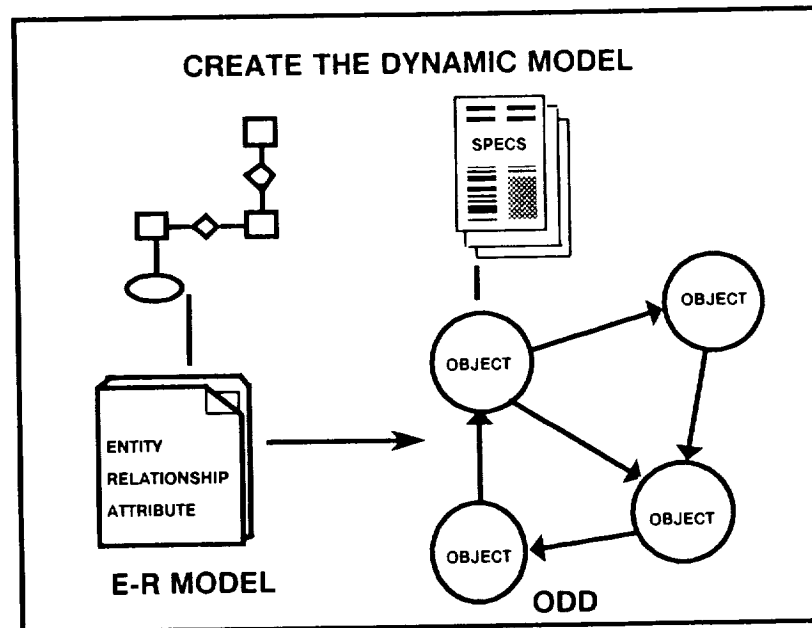 CREATE THE DYNAMIC MODEL
SPECS
OBJECT
OBJECT
ENTITY
RELATIONSHIP
ATTRIBUTE
OBJECT
OBJECT
E-R MODEL
ODD